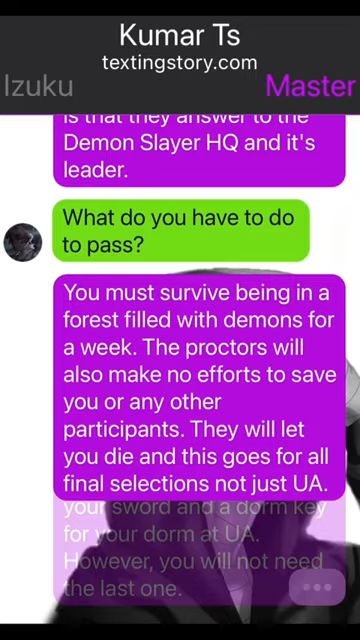 Kumar Ts
textingstory.com
Izuku
Master
is that they answer to the
Demon Slayer HQ and it's
leader.
What do you have to do
to pass?
You must survive being in a
forest filled with demons for
a week. The proctors will
also make no efforts to save
you or any other
participants. They will let
you die and this goes for all
final selections not just UA.
your sword and a dorm key
for your dorm at UA.
However, you will not need
the last one.